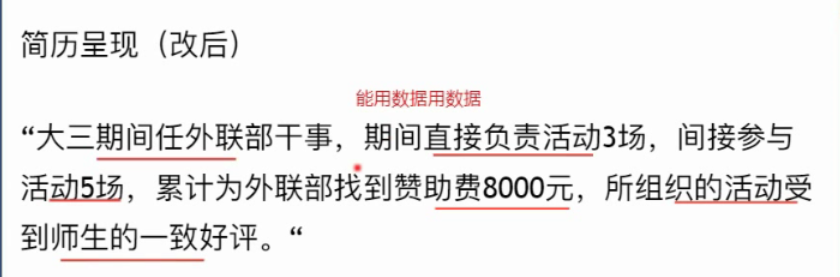 简历呈现（改后）
能用数据用数据
“大三期间任外联部干事，期间直接负责活动3场，间接参与
活动5场，累计为外联部找到赞助费8000元，所组织的活动受
到师生的一致好评。“